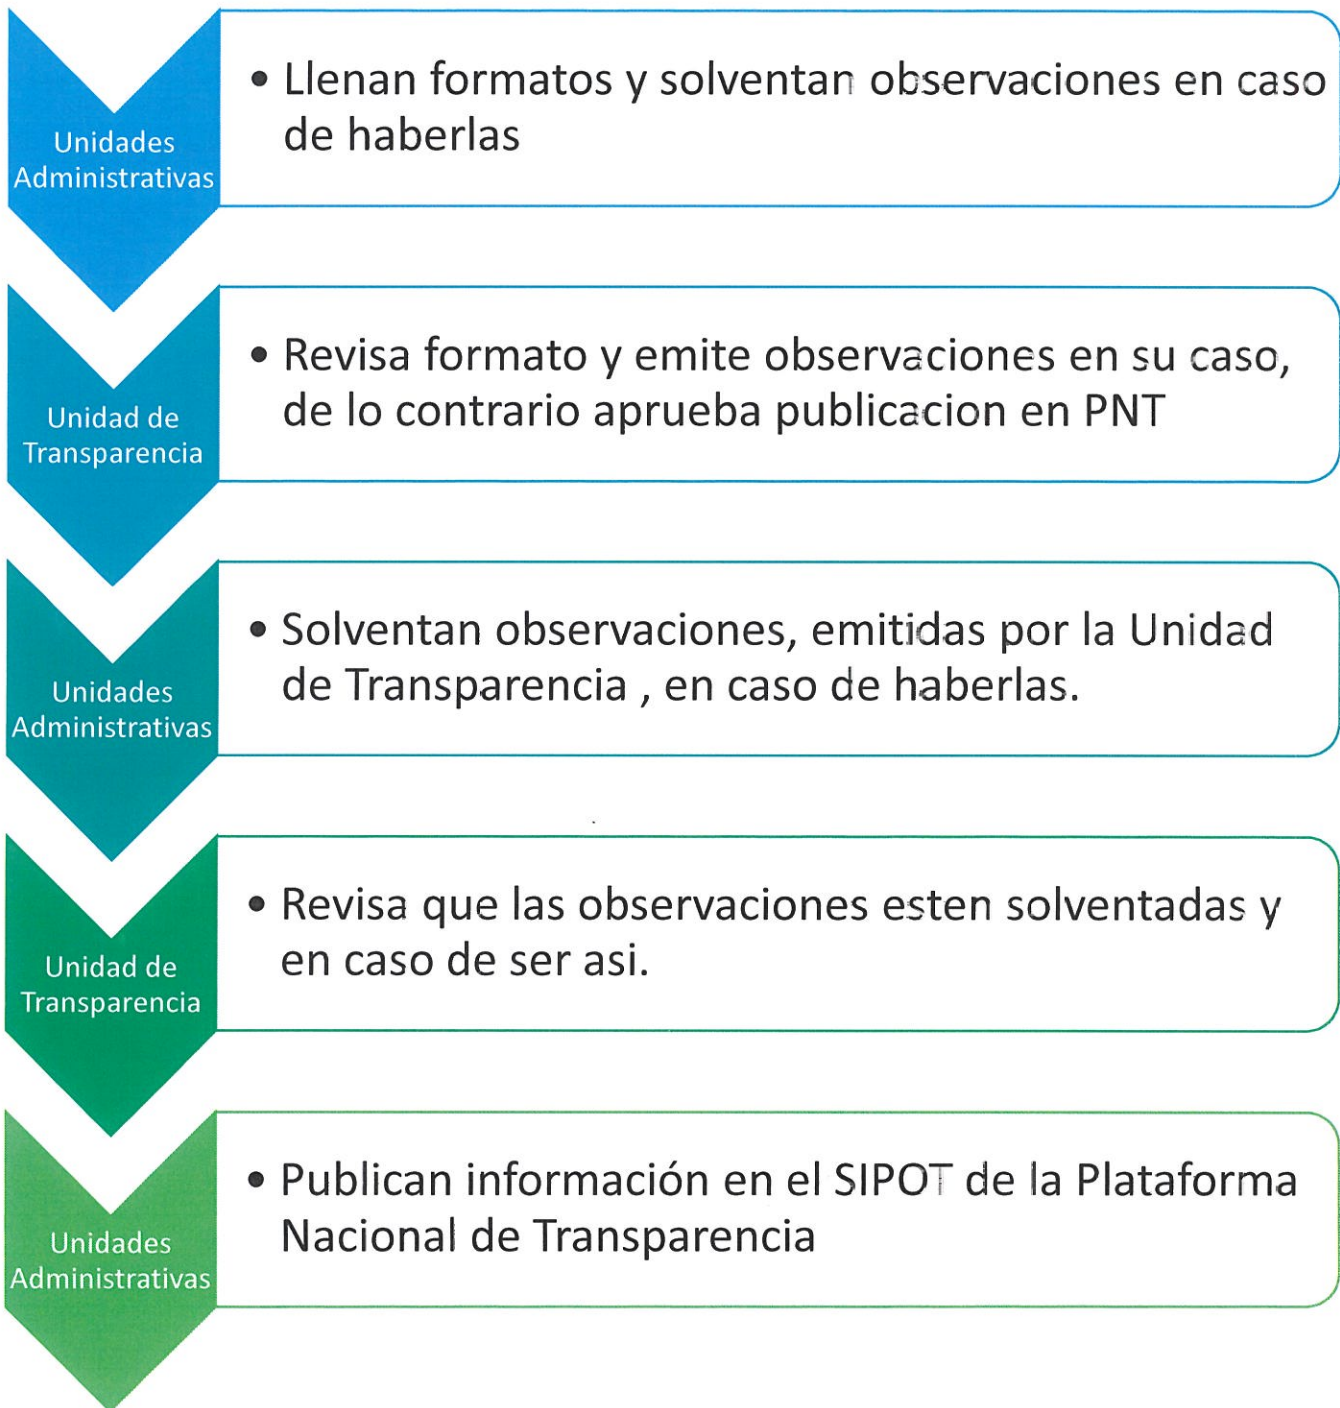 Unidades
Administrativas
• Llenan formatos y solventan observaciones en caso
de haberlas
Unidad de
Transparencia
• Revisa formato y emite observaciones en su caso,
de lo contrario aprueba publicacion en PNT
Unidades
Administrativas
• Solventan observaciones, emitidas por la Unidad
de Transparencia , en caso de haberlas.
Unidad de
Transparencia
• Revisa que las observaciones esten solventadas y
en caso de ser asi.
Unidades
Administrativas
• Publican información en el SIPOT de la Plataforma
Nacional de Transparencia